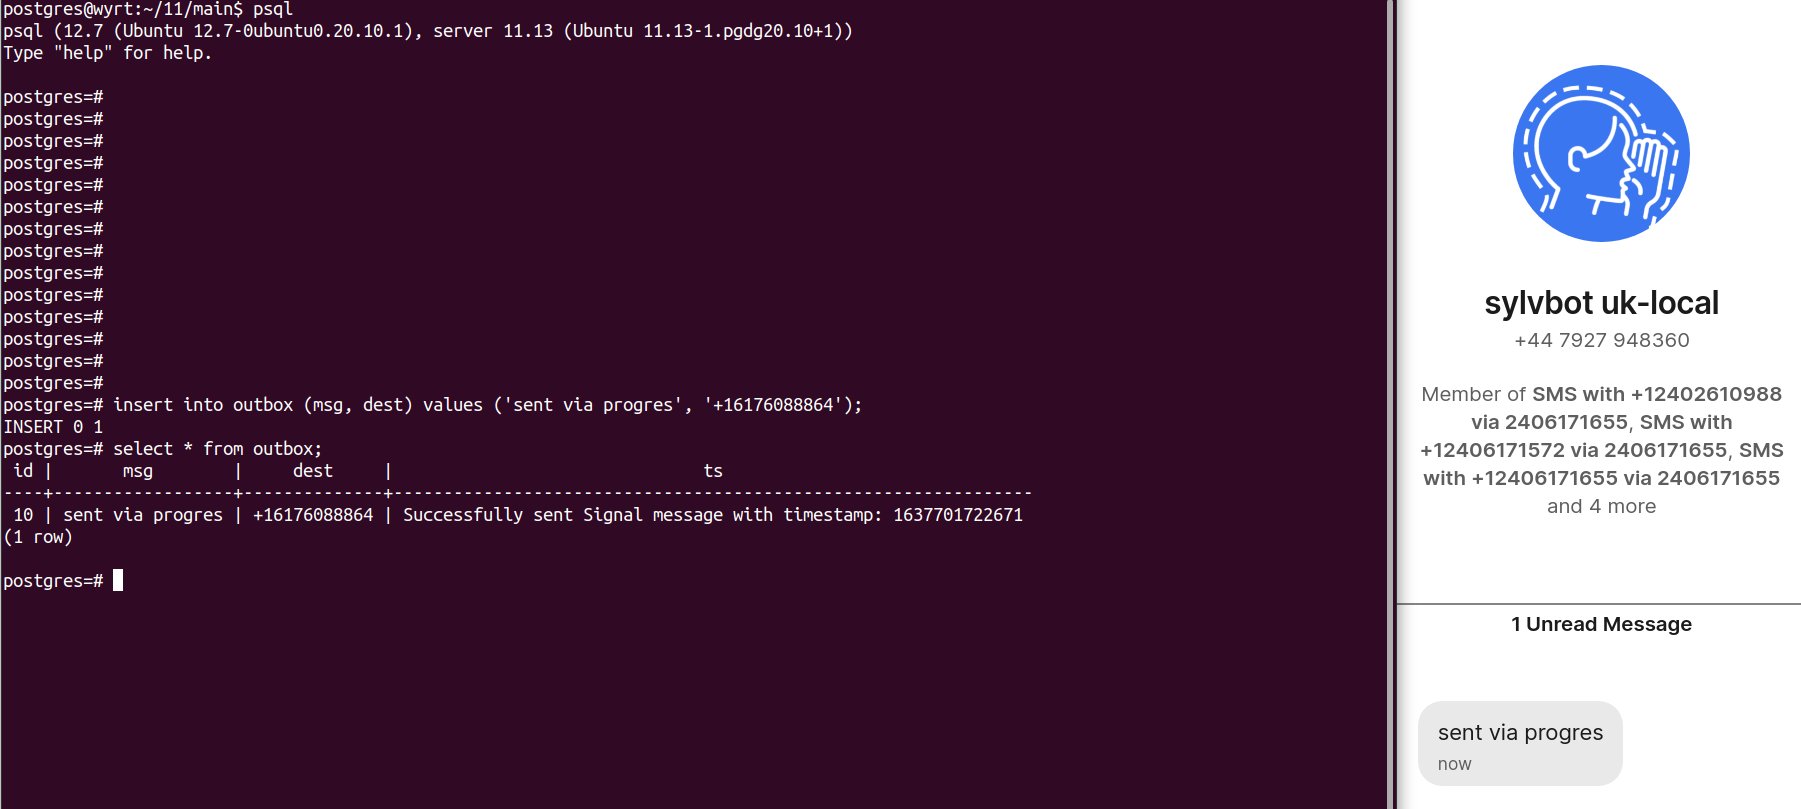 postgres@wyrt:~/11/main$ psql
psql (12.7 (Ubuntu 12.7-0ubuntu0.20.10.1), server 11.13 (Ubuntu 11.13-1.pgdg20.10+1))
Type "help" for help.

postgres=#
postgres=#
postgres=#
postgres=#
postgres=#
postgres=#
postgres=#
postgres=#
postgres=#
postgres=#
postgres=#
postgres=#
postgres=#
postgres=#
postgres=# insert into outbox (msg, dest) values ('sent via progres', '+16176088864');
INSERT 0 1
postgres=# select * from outbox;
 id |       msg        |     dest     |                               ts
----+------------------+--------------+----------------------------------------------------------------
 10 | sent via progres | +16176088864 | Successfully sent Signal message with timestamp: 1637701722671
(1 row)

postgres=#
sylvbot uk-local
+44 7927 948360
Member of SMS with +12402610988
via 2406171655, SMS with
+12406171572 via 2406171655, SMS
with +12406171655 via 2406171655
and 4 more
1 Unread Message
sent via progres
now